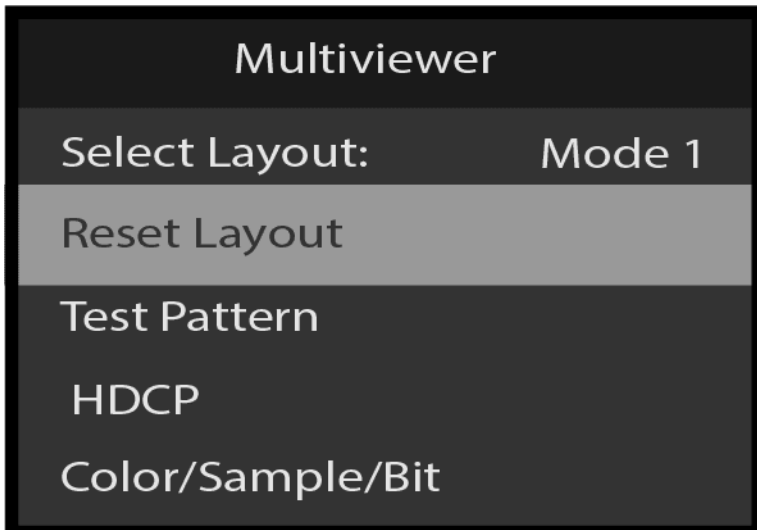 Multiviewer
Select Layout: Mode 1
Reset Layout
Test Pattern
HDCP
Color/Sample/Bit